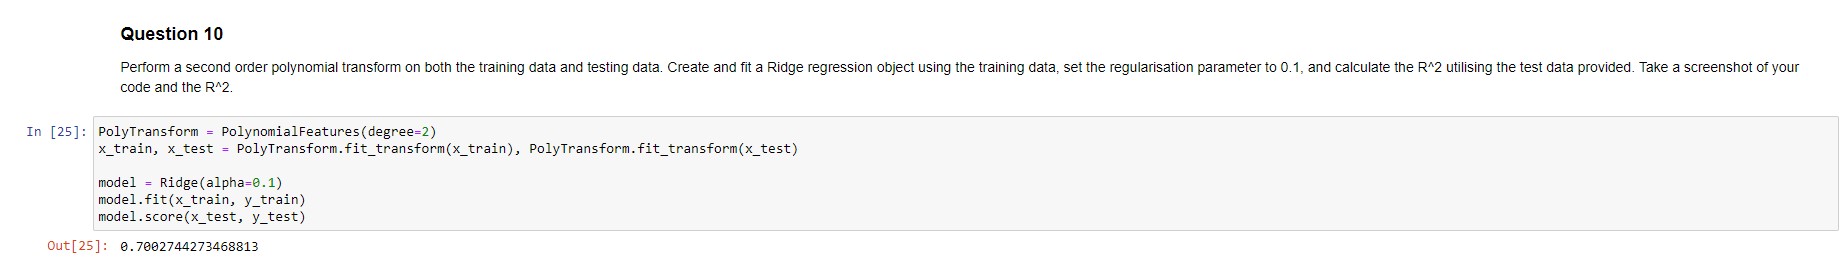 Question 10
Perform a second order polynomial transform on both the training data and testing data. Create and fit a Ridge regression object using the training data, set the regularisation parameter to 0.1, and calculate the R^2 utilising the test data provided. Take a screenshot of your
code and the R^2.
In [25]: PolyTransform = PolynomialFeatures(degree=2)
x_train, x_test = PolyTransform.fit_transform(x_train), PolyTransform.fit_transform(x_test)
model = Ridge(alpha=0.1)
model.fit(x_train, y_train)
model.score(x_test, y_test)
Out[25]: 0.7002744273468813